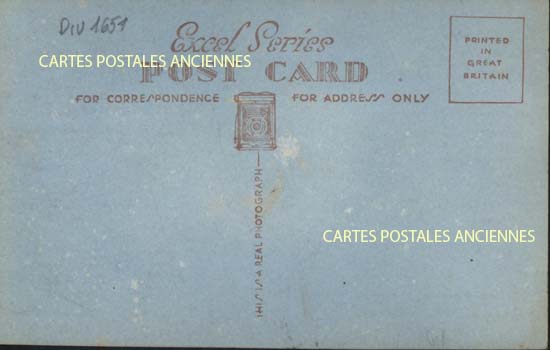 Div 1651
Excel Series
CARTES POSTALES ANCIENNES
POST CARD
FOR CORRESPONDENCE
FOR ADDRESS ONLY
PRINTED
IN
GREAT
BRITAIN
THIS IS A REAL PHOTOGRAPH
CARTES POSTALES ANCIENNES